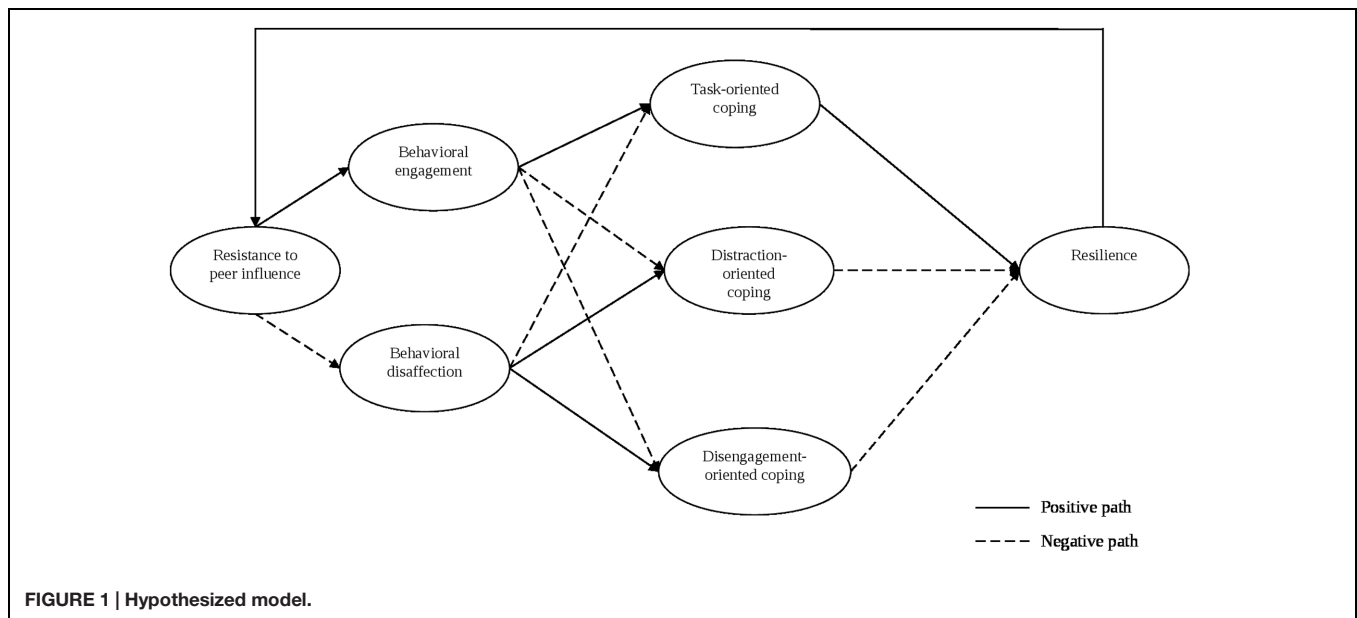 Task-oriented
coping
Behavioral
engagement
Resistance to
peer influence
Distraction-
oriented
coping
Resilience
Behavioral
disaffection
Disengagement-
oriented coping
Positive path
Negative path
FIGURE 1 | Hypothesized model.